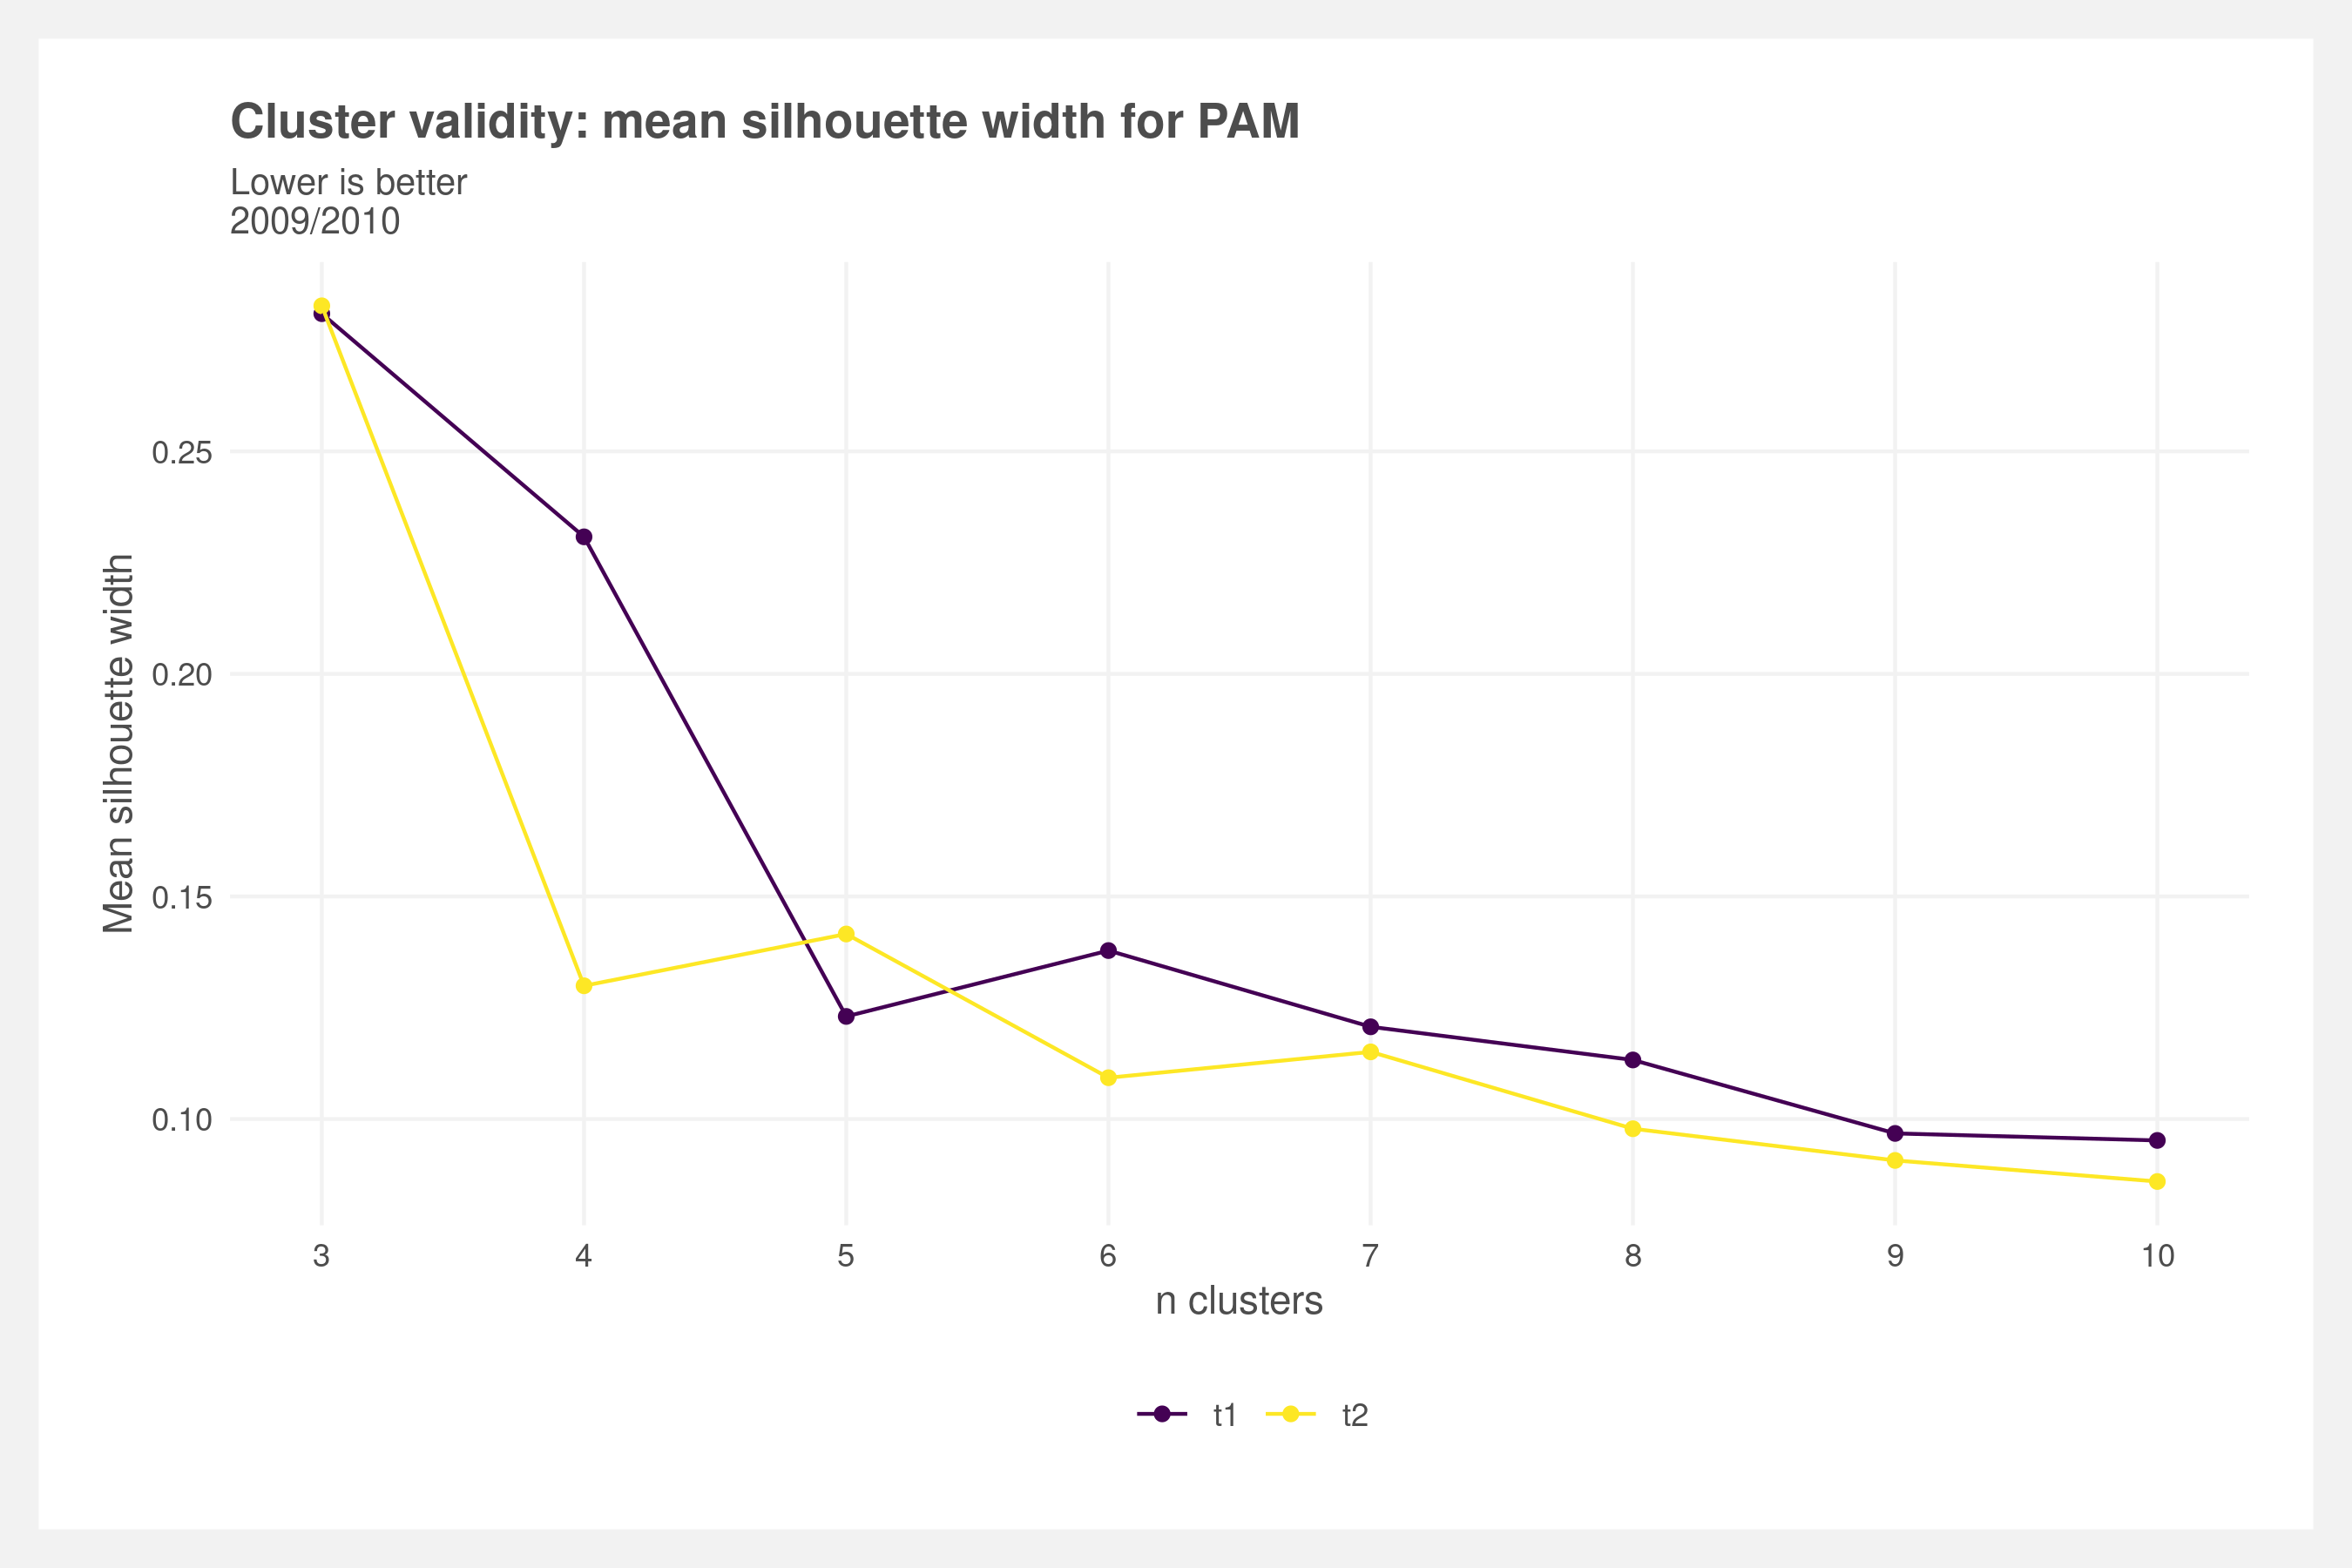 Cluster validity: mean silhouette width for PAM
Lower is better
2009/2010
Mean silhouette width
0.25
0.20
0.15
0.10
3 4 5 6 7 8 9 10
n clusters
t1 t2